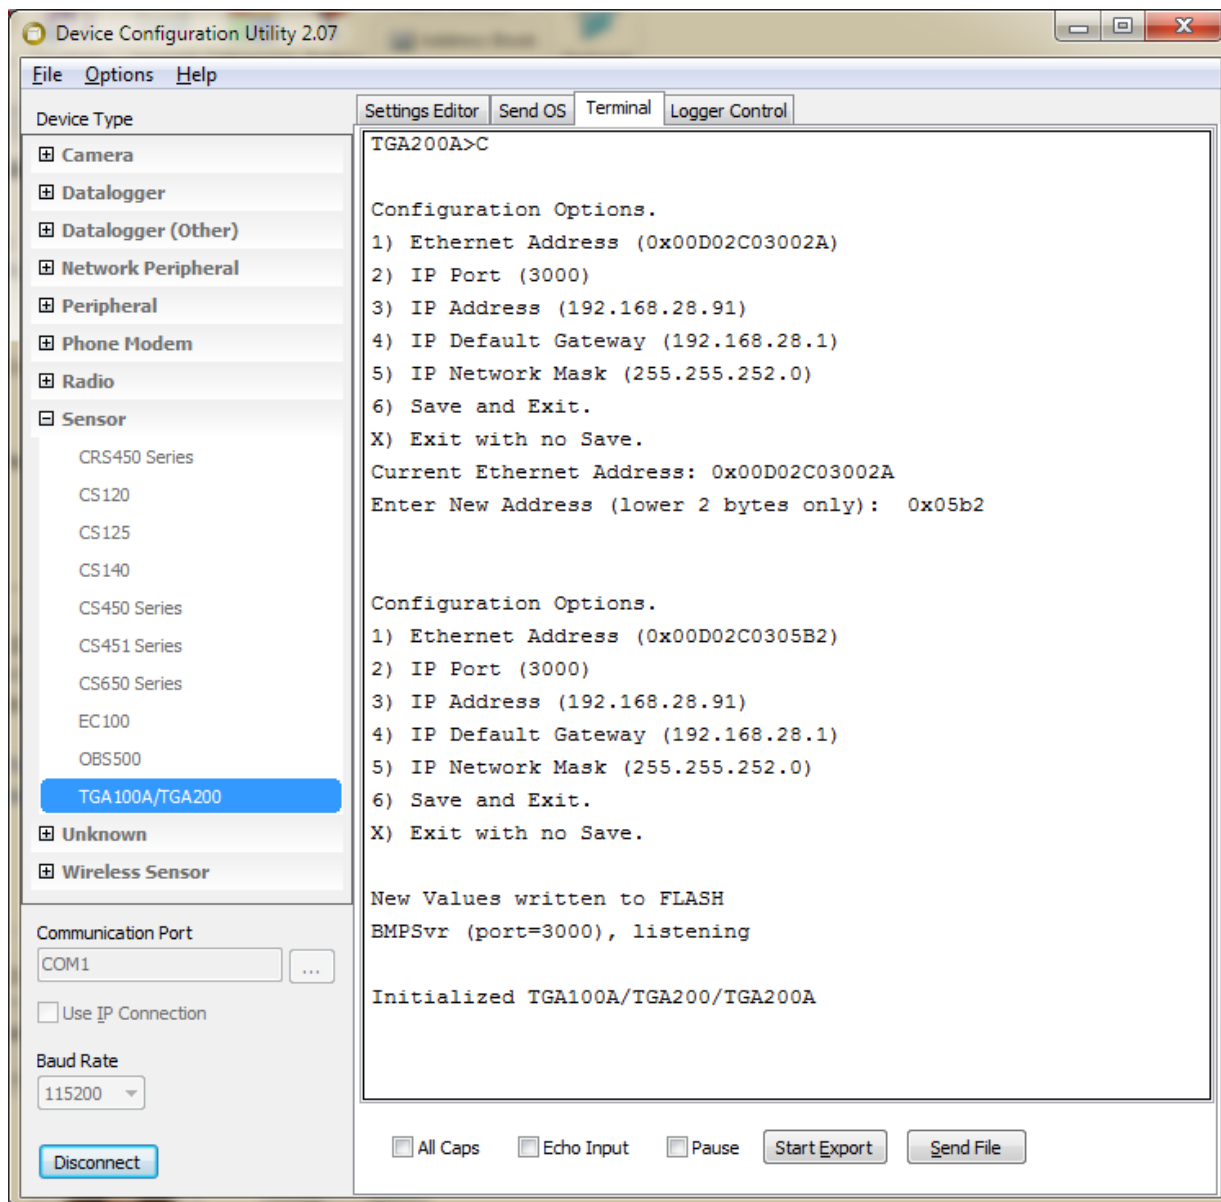 Device Configuration Utility 2.07
File Options Help
Device Type
Camera
Datalogger
Datalogger (Other)
Network Peripheral
Peripheral
Phone Modem
Radio
Sensor
CRS450 Series
CS120
CS125
CS140
CS450 Series
CS451 Series
CS650 Series
EC100
OBS500
TGA100A/TGA200
Unknown
Wireless Sensor
Communication Port
COM1
...
Use IP Connection
Baud Rate
115200
Disconnect
Settings Editor Send OS Terminal Logger Control
TGA200A>C
Configuration Options.
1) Ethernet Address (0x00D02C03002A)
2) IP Port (3000)
3) IP Address (192.168.28.91)
4) IP Default Gateway (192.168.28.1)
5) IP Network Mask (255.255.252.0)
6) Save and Exit.
X) Exit with no Save.
Current Ethernet Address: 0x00D02C03002A
Enter New Address (lower 2 bytes only):  0x05b2
Configuration Options.
1) Ethernet Address (0x00D02C0305B2)
2) IP Port (3000)
3) IP Address (192.168.28.91)
4) IP Default Gateway (192.168.28.1)
5) IP Network Mask (255.255.252.0)
6) Save and Exit.
X) Exit with no Save.
New Values written to FLASH
BMPSvr (port=3000), listening
Initialized TGA100A/TGA200/TGA200A
All Caps Echo Input Pause Start Export Send File